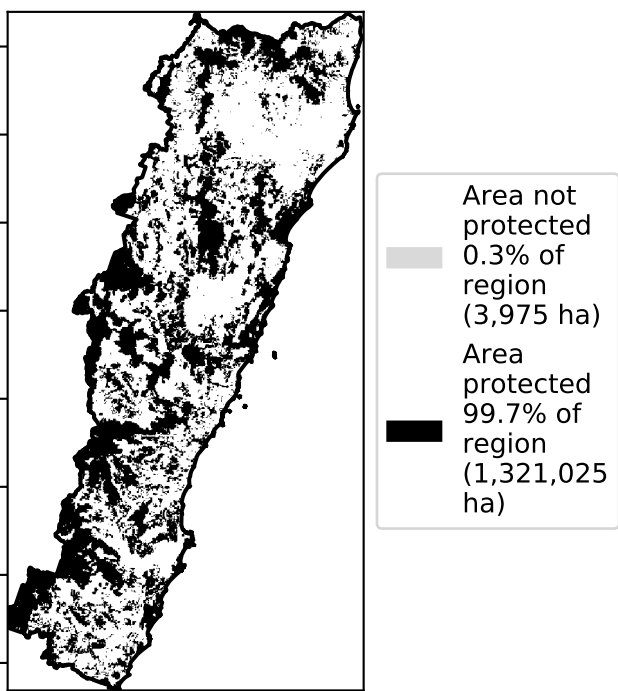 Area not
protected
0.3% of
region
(3,975 ha)
Area
protected
99.7% of
region
(1,321,025
ha)